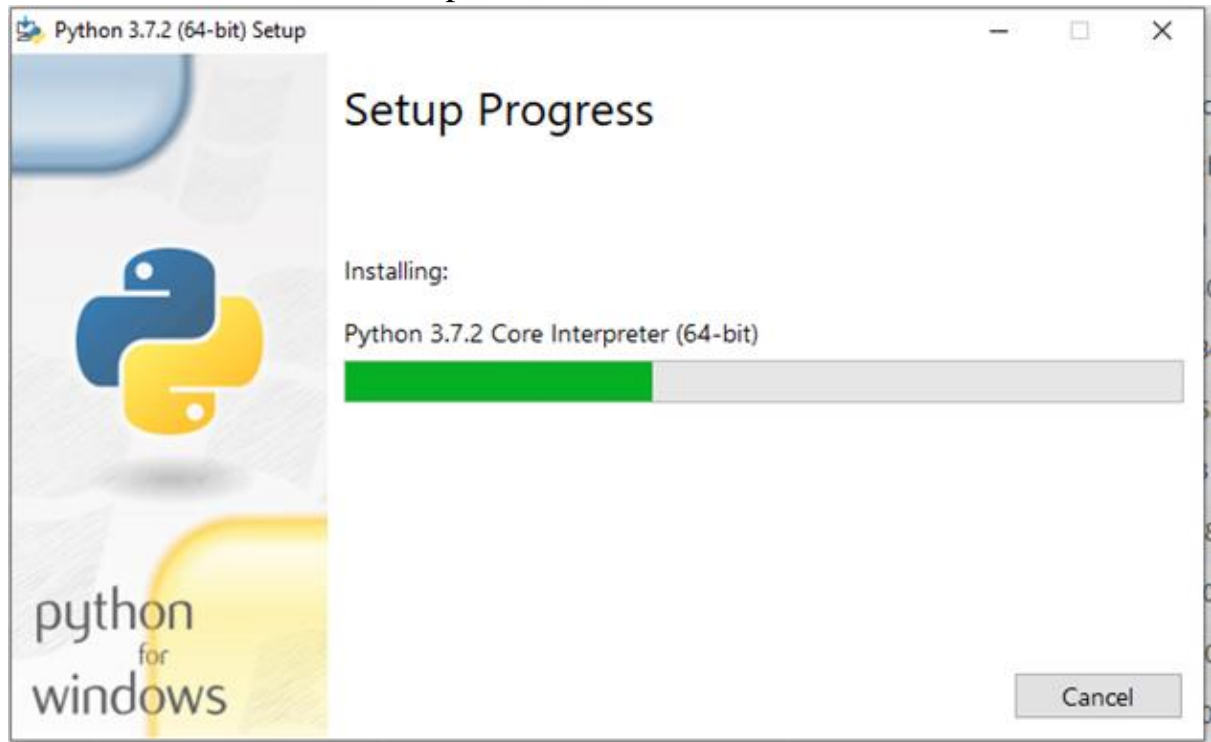 Python 3.7.2 (64-bit) Setup
Setup Progress
Installing:
Python 3.7.2 Core Interpreter (64-bit)
python
for
windows
Cancel